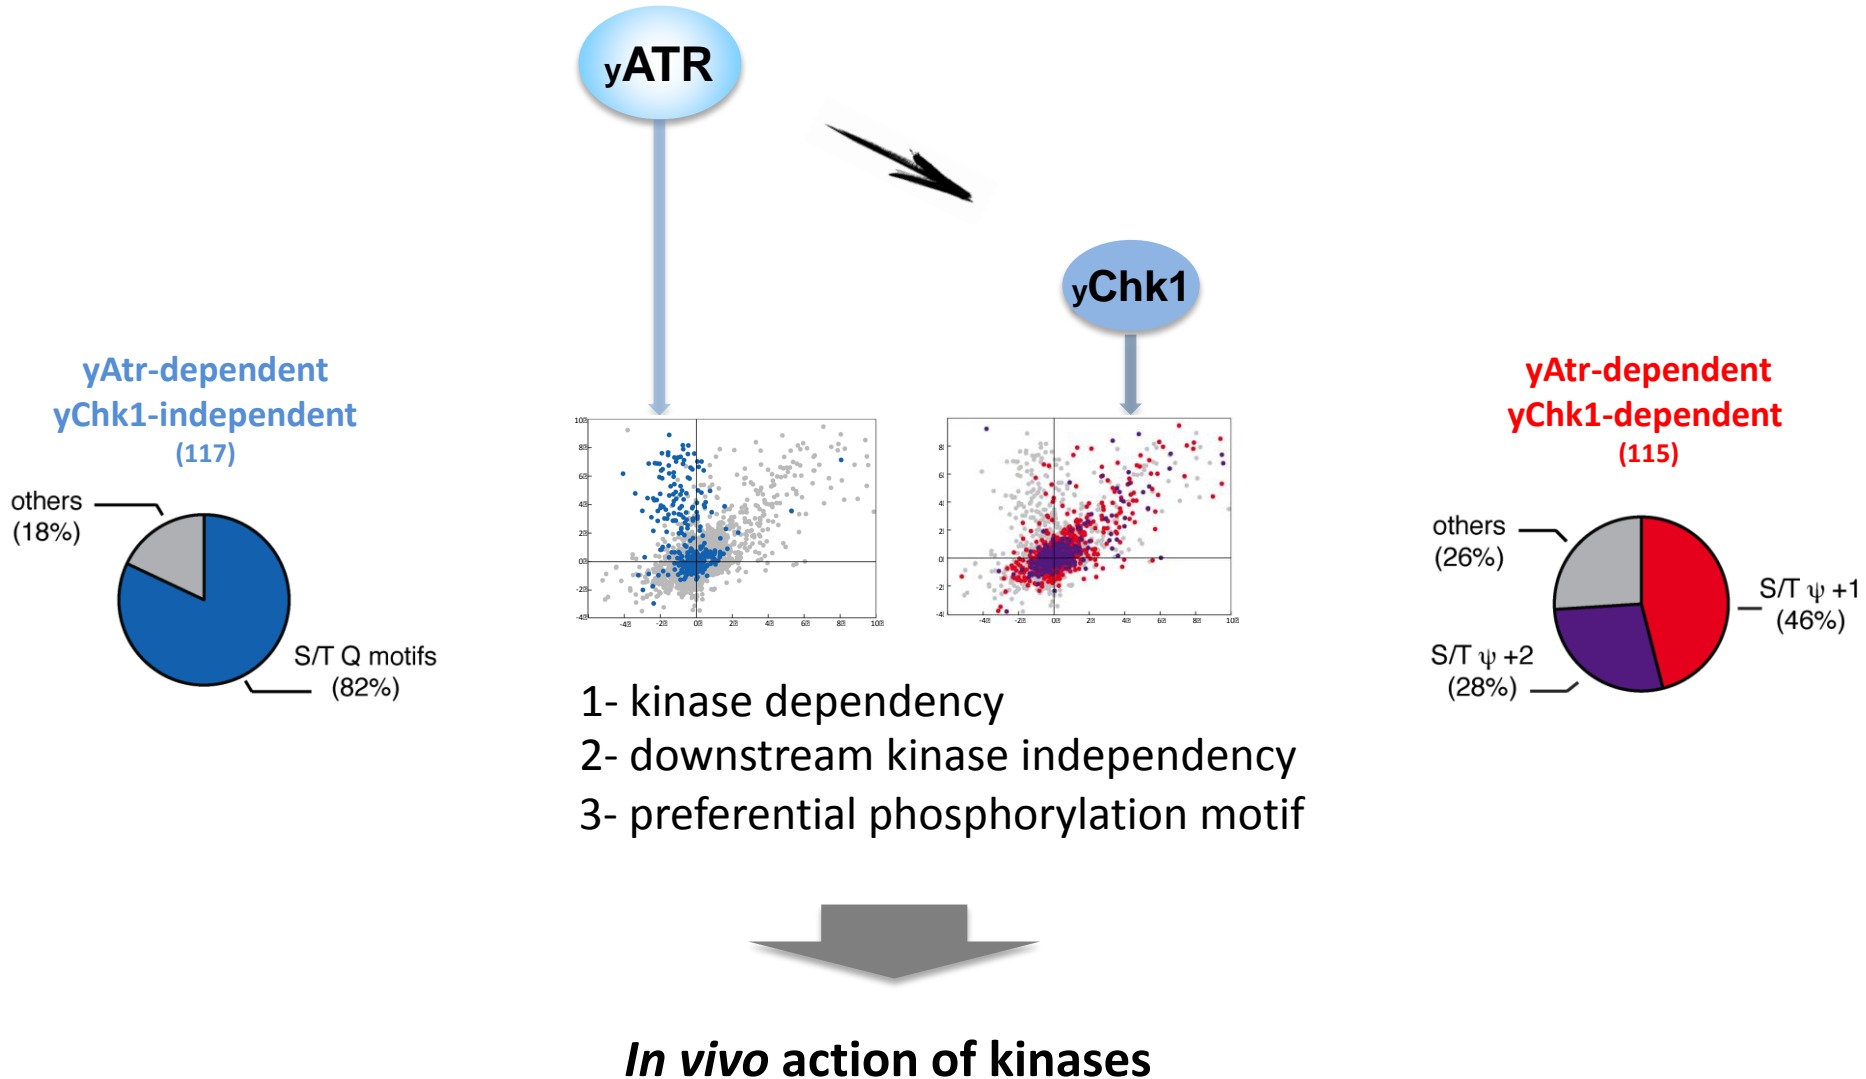 yATR
yChk1
yAtr-dependent
yChk1-independent
(117)
others
(18%)
S/T Q motifs
(82%)
yAtr-dependent
yChk1-dependent
(115)
others
(26%)
S/T ψ +1
(46%)
S/T ψ +2
(28%)
1- kinase dependency
2- downstream kinase independency
3- preferential phosphorylation motif
In vivo action of kinases